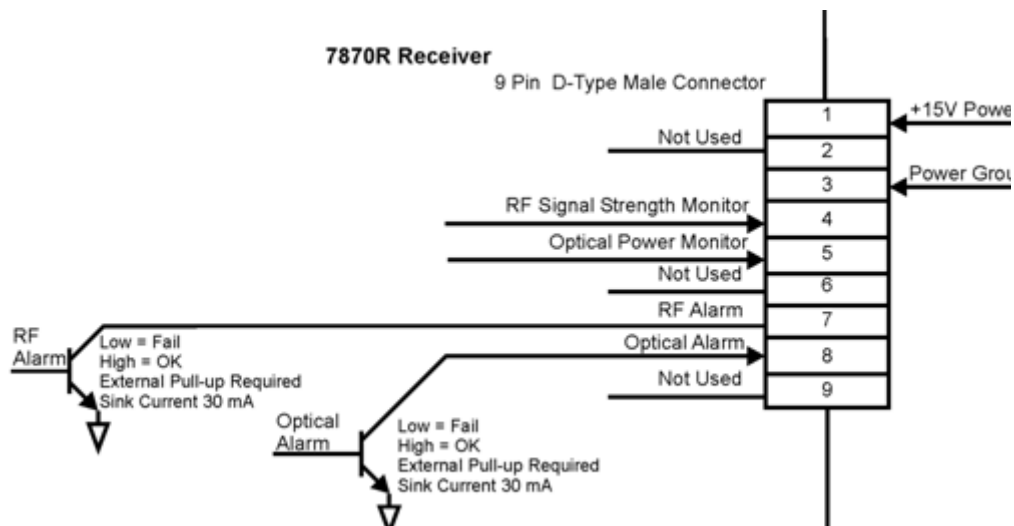 7870R Receiver
9 Pin D-Type Male Connector
1
+15V Powe
Not Used
2
3
Power Grou
RF Signal Strength Monitor
4
Optical Power Monitor
5
Not Used
6
RF Alarm
7
Optical Alarm
8
Not Used
9
RF
Alarm
Low = Fail
High = OK
External Pull-up Required
Sink Current 30 mA
Optical
Alarm
Low = Fail
High = OK
External Pull-up Required
Sink Current 30 mA